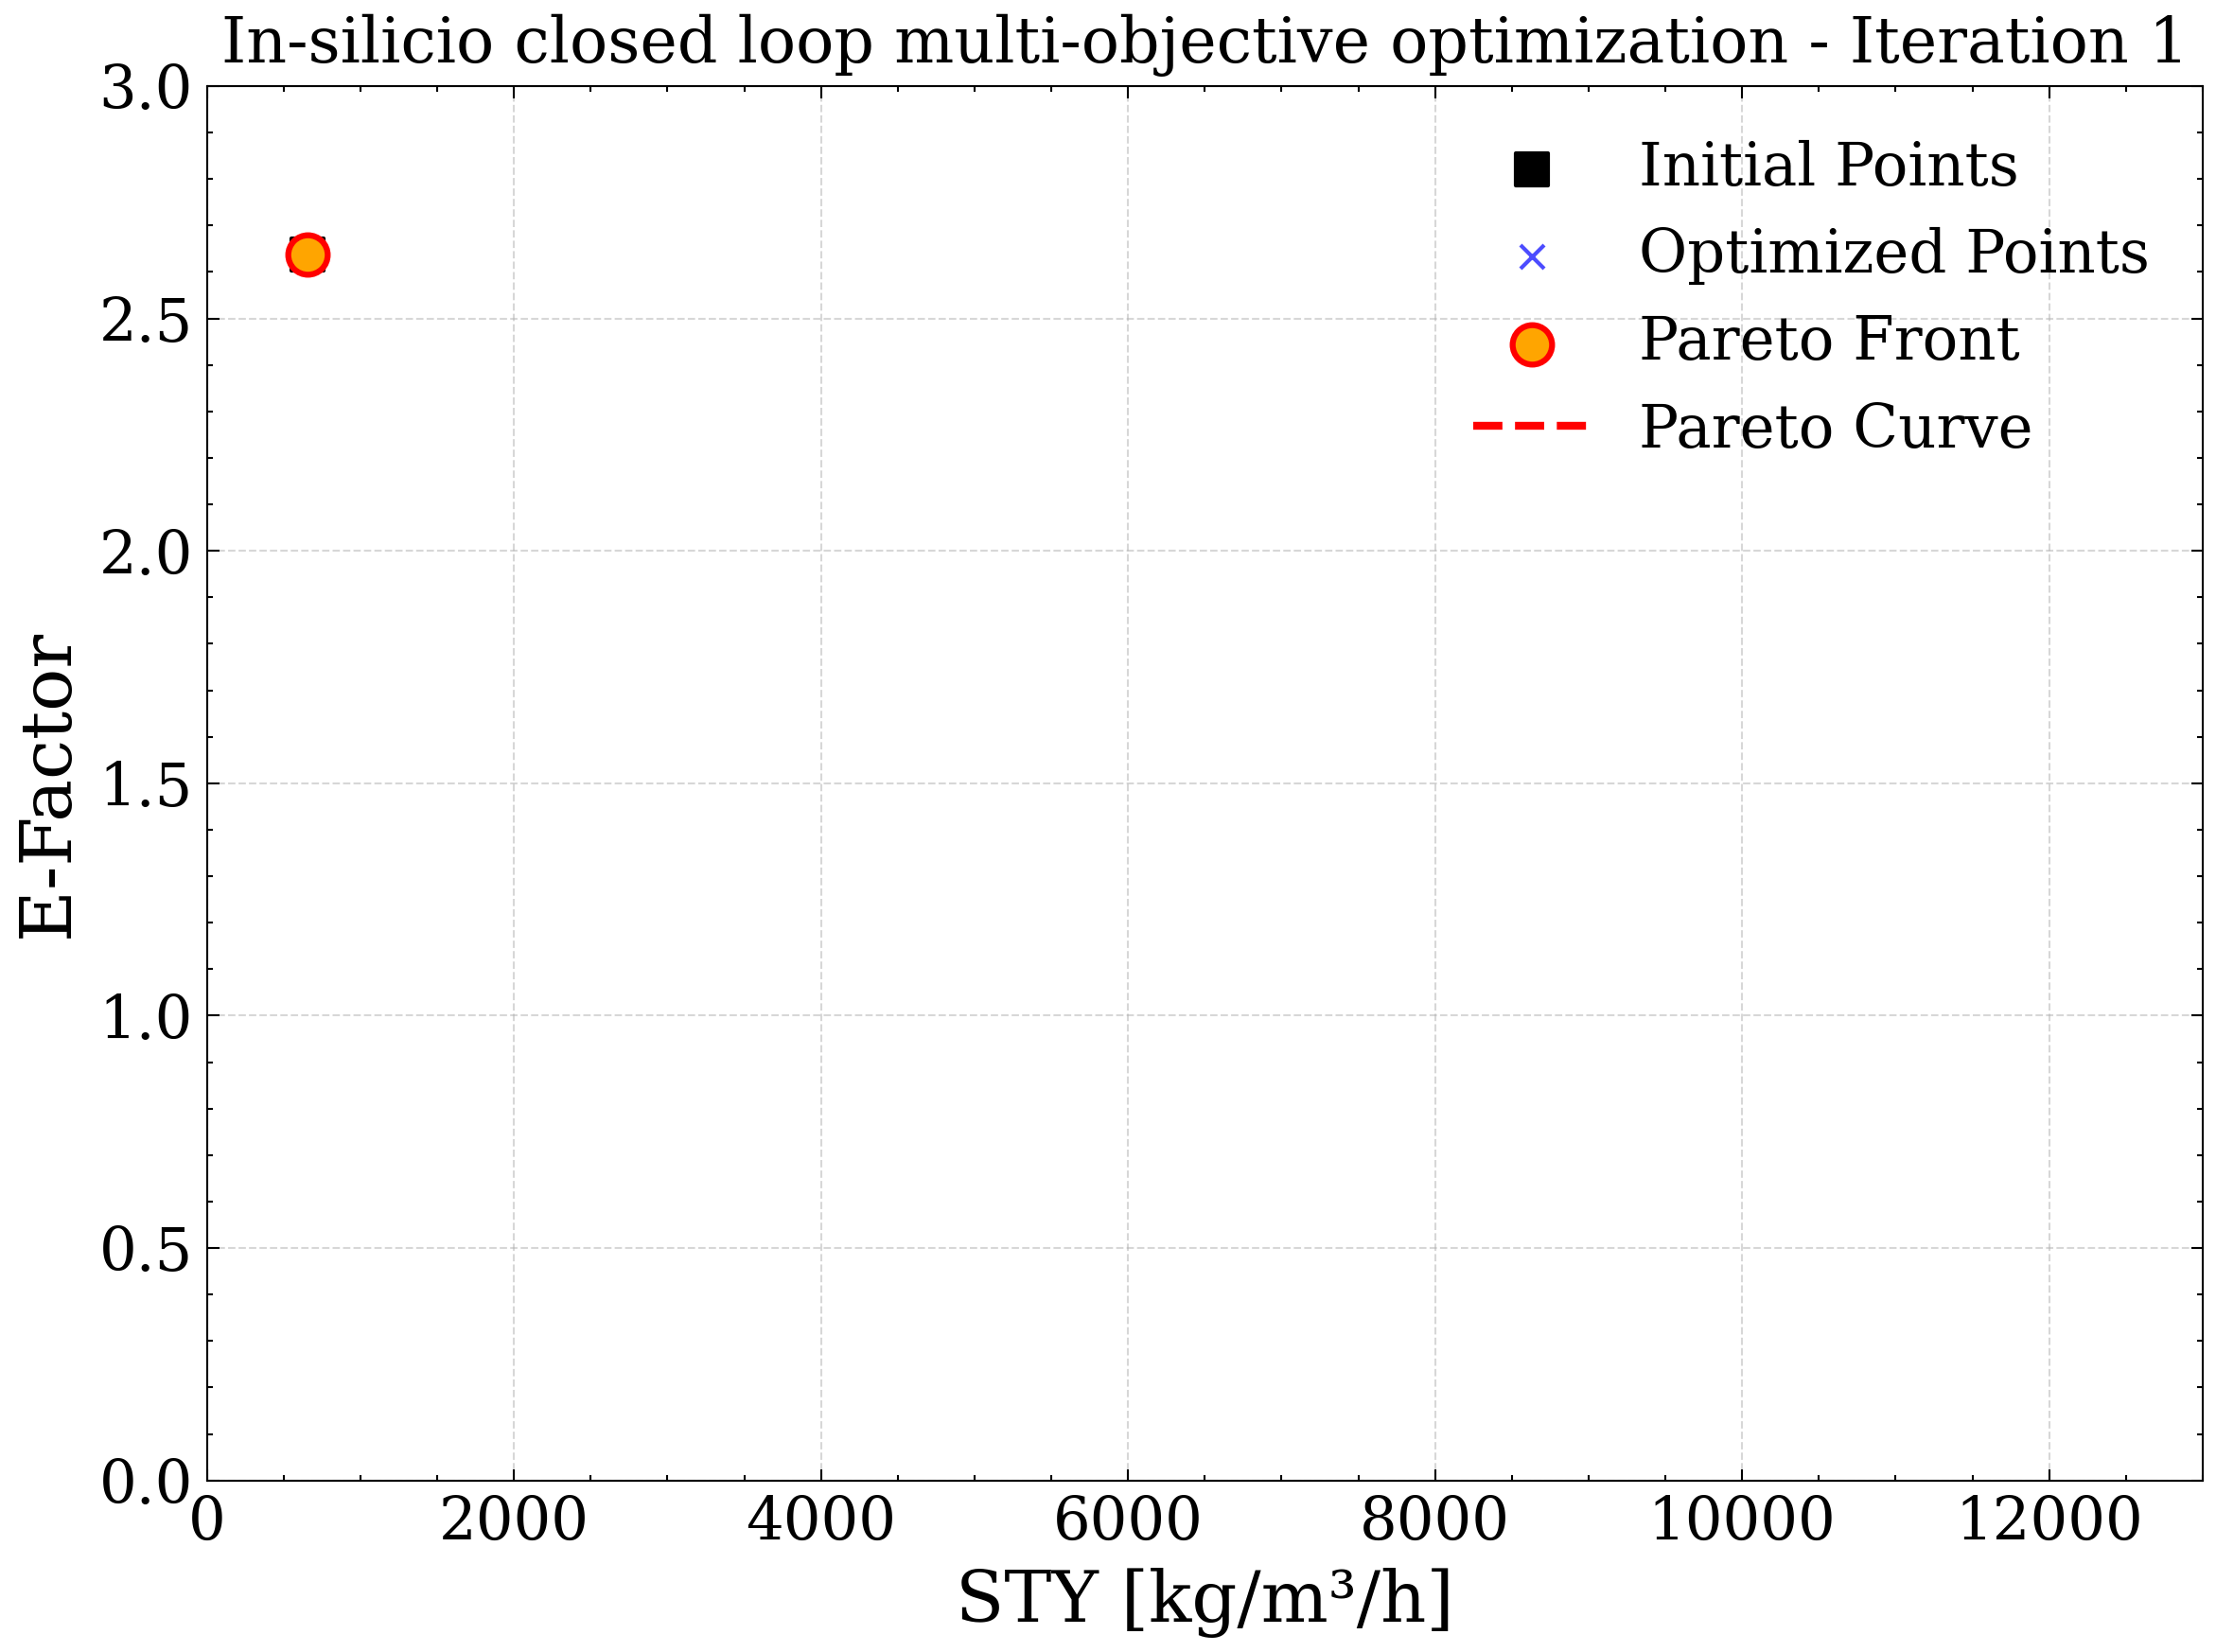 In-silicio closed loop multi-objective optimization - Iteration 1
3.0
2.5
2.0
1.5
1.0
0.5
0.0
E-Factor
Initial Points
Optimized Points
Pareto Front
Pareto Curve
0 2000 4000 6000 8000 10000 12000
STY [kg/m³/h]